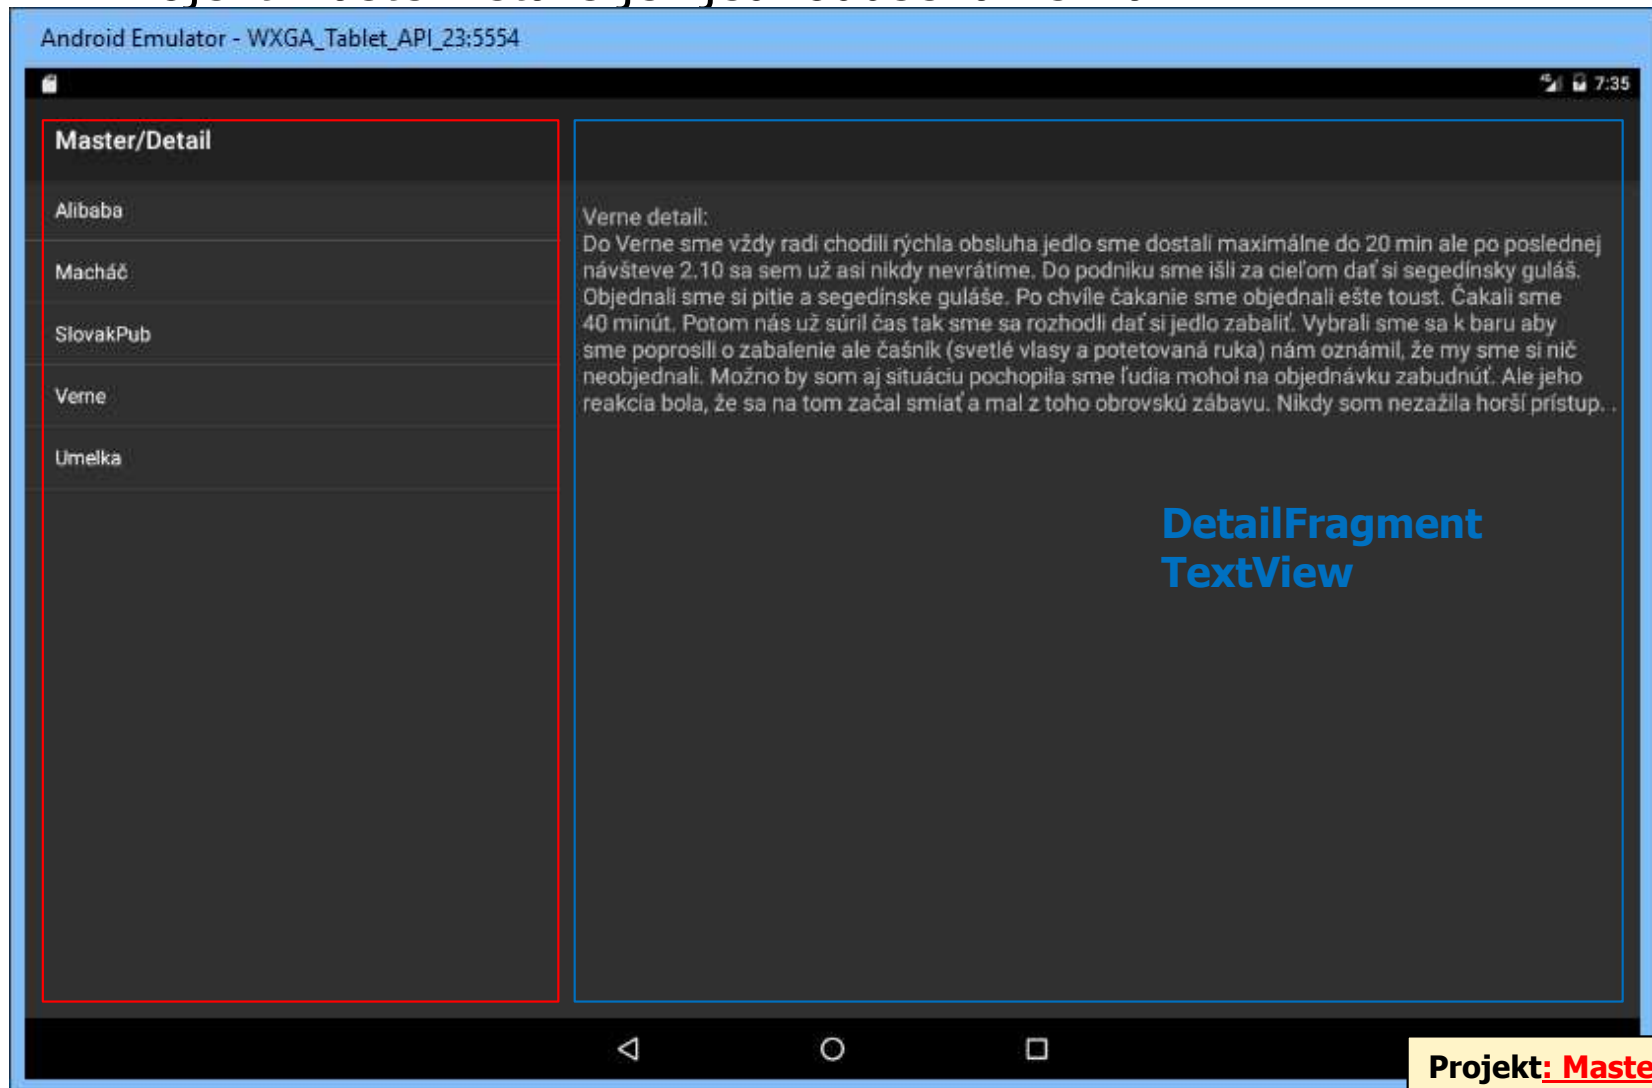 Android Emulator - WXGA_Tablet_API_23:5554
7:35
Master/Detail
Alibaba
Macháč
SlovakPub
Verne
Umelka
Verne detail:
Do Verne sme vždy radi chodili rýchla obsluha jedlo sme dostali maximálne do 20 min ale po poslednej
návšteve 2.10 sa sem už asi nikdy nevrátime. Do podniku sme išli za cieľom dať si segedínsky guláš.
Objednali sme si pitie a segedínske guláše. Po chvíle čakanie sme objednali ešte toust. Čakali sme
40 minút. Potom nás už súril čas tak sme sa rozhodli dať si jedlo zabaliť. Vybrali sme sa k baru aby
sme poprosili o zabalenie ale čašník (svetlé vlasy a potetovaná ruka) nám oznámil, že my sme si nič
neobjednali. Možno by som aj situáciu pochopila sme ľudia mohol na objednávku zabudnúť. Ale jeho
reakcia bola, že sa na tom začal smiať a mal z toho obrovskú zábavu. Nikdy som nezažila horší prístup. .
DetailFragment
TextView
Projekt: Maste